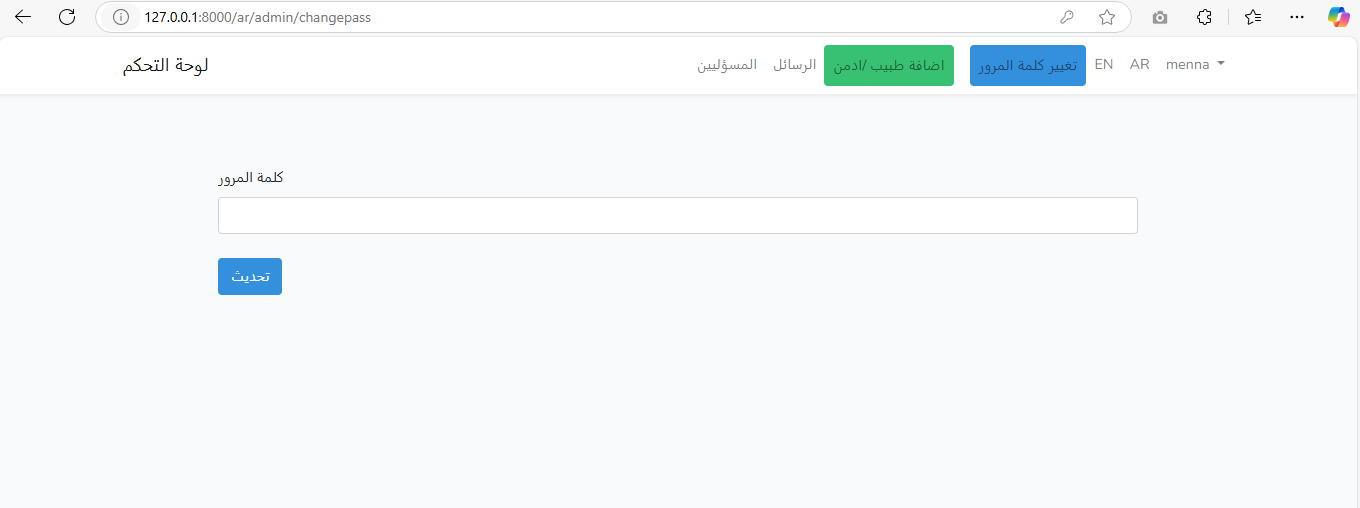 127.0.0.1:8000/ar/admin/changepass
لوحة التحكم
المسؤليين
الرسائل
اضافة طبيب /ادمن
تغيير كلمة المرور
EN
AR
menna
كلمة المرور
تحديث